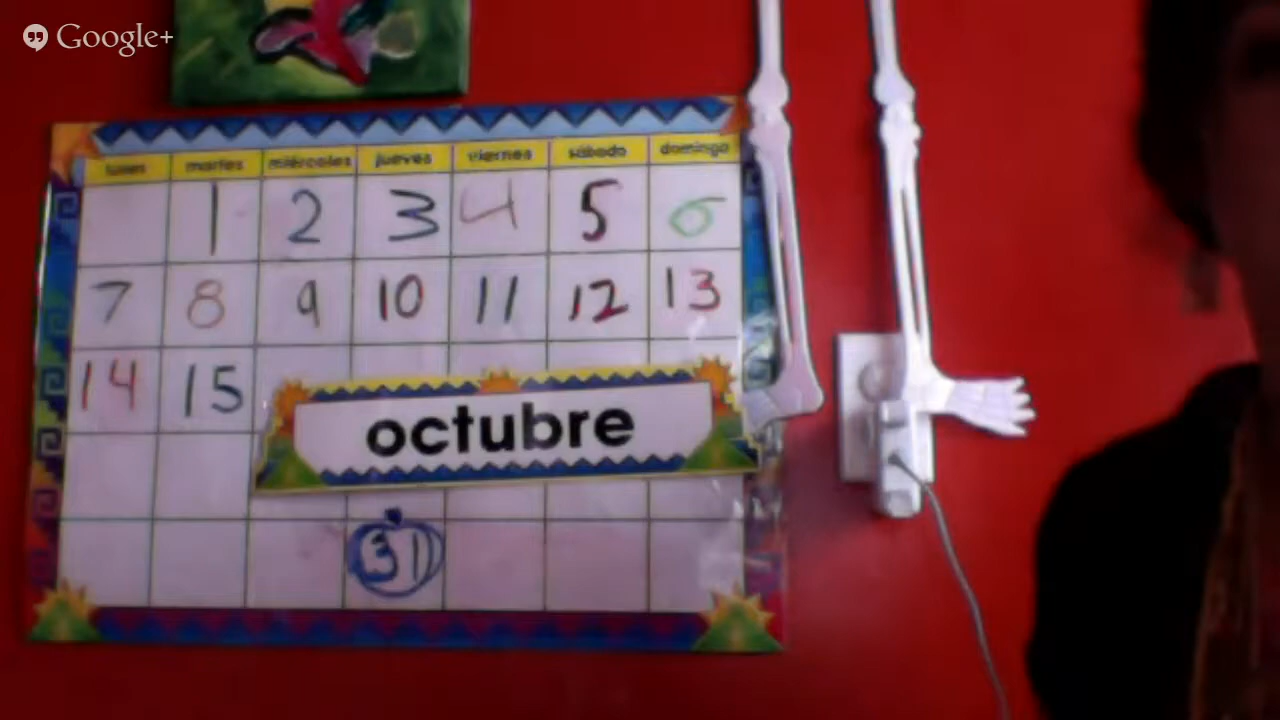 Google+
lunes martes miércoles jueves viernes sábado domingo
1 2 3 4 5 6
7 8 9 10 11 12 13
14 15
octubre
31